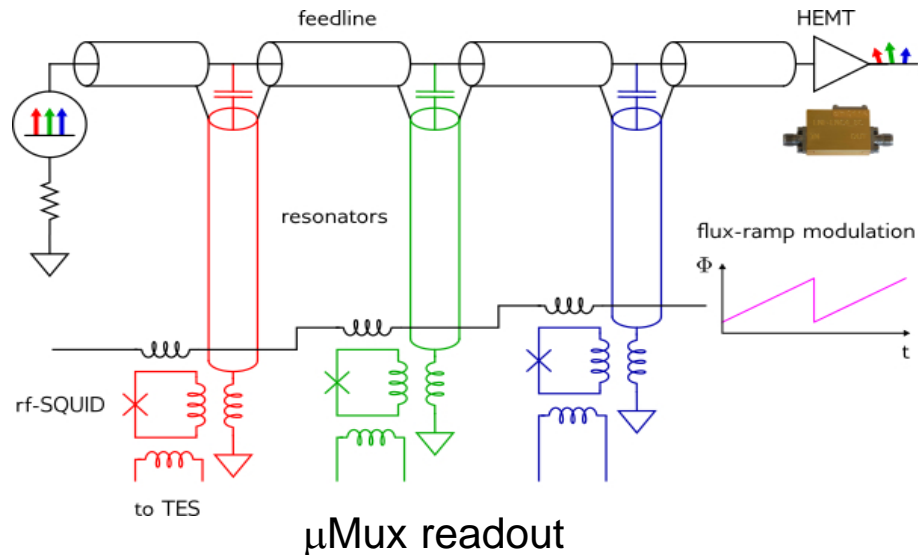 feedline
HEMT
resonators
flux-ramp modulation
Φ
t
rf-SQUID
to TES
μMux readout